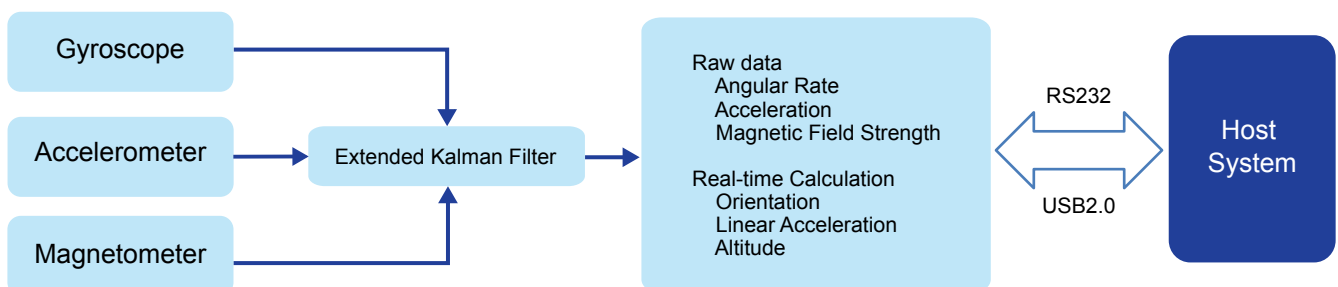 Gyroscope
Accelerometer
Magnetometer
Extended Kalman Filter
Raw data
Angular Rate
Acceleration
Magnetic Field Strength
Real-time Calculation
Orientation
Linear Acceleration
Altitude
RS232
USB2.0
Host
System